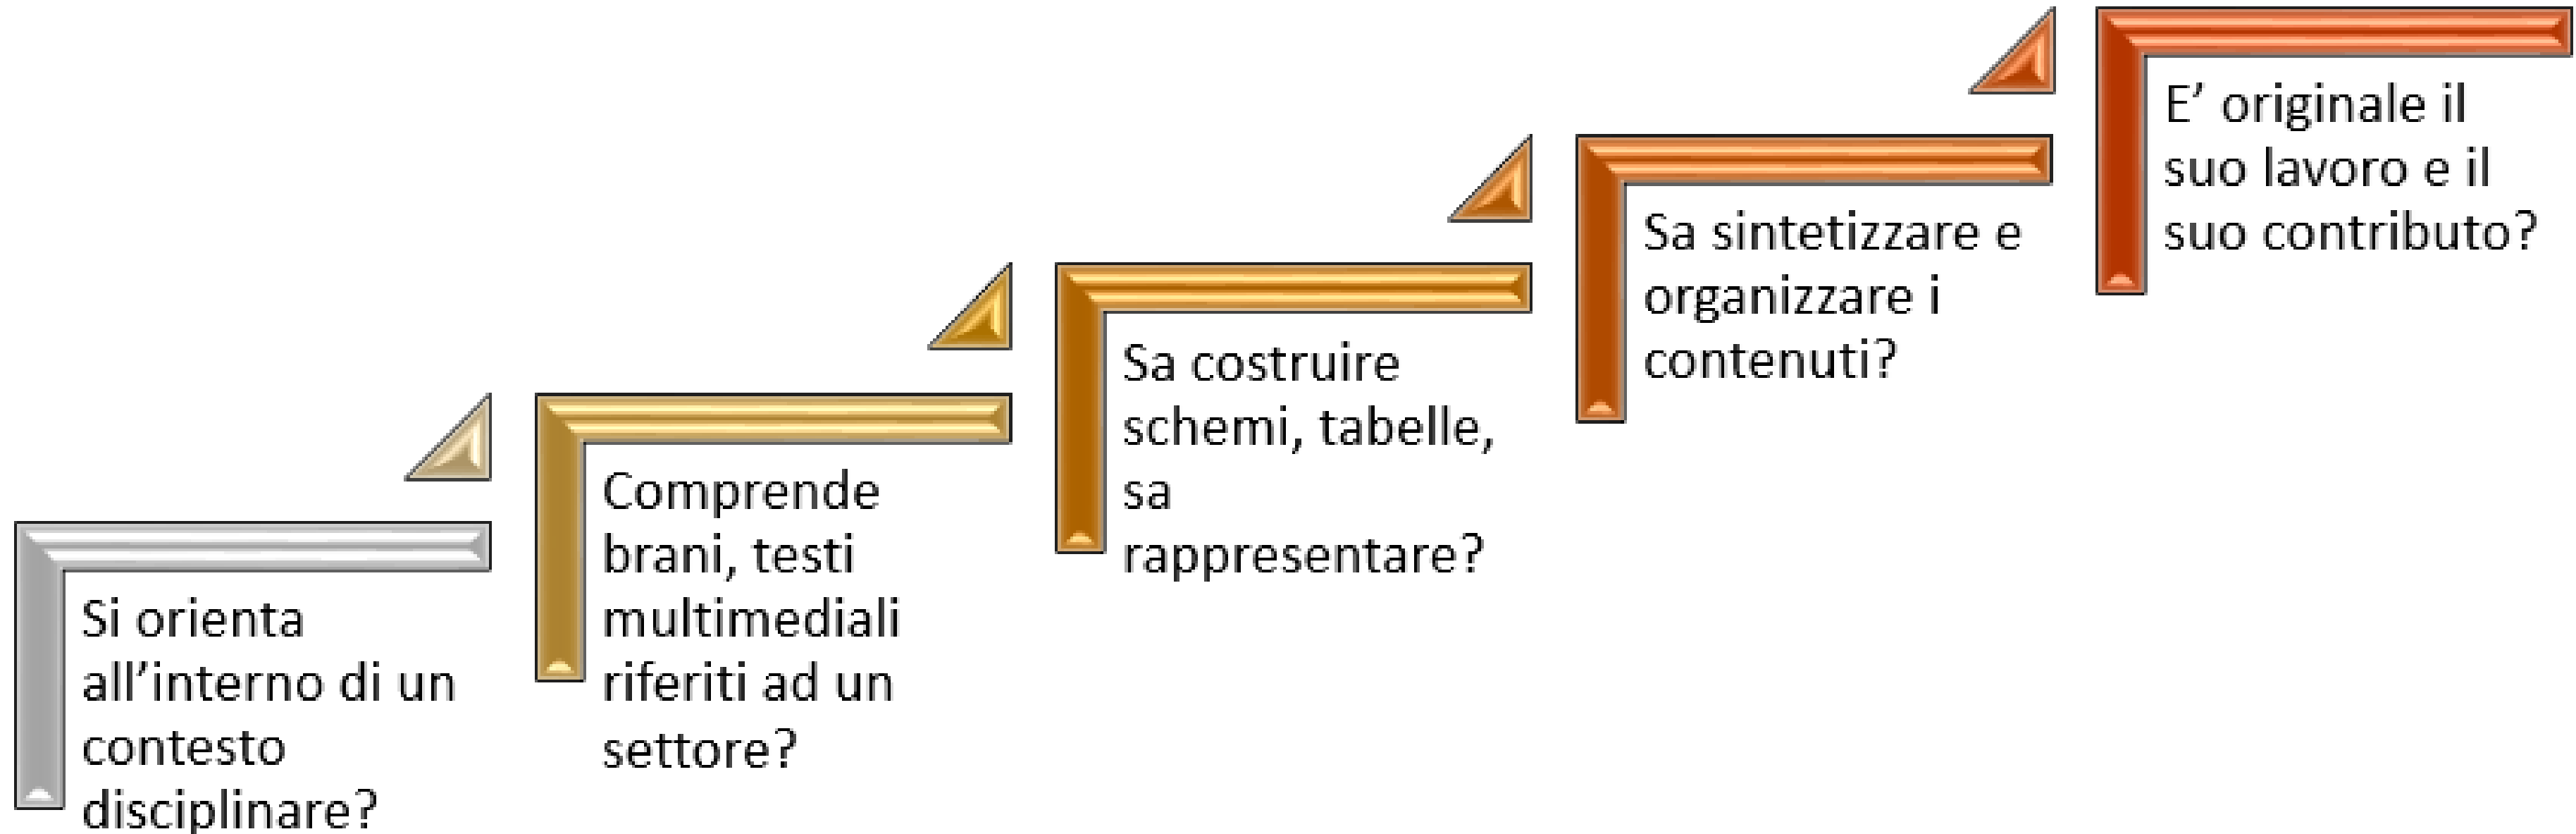 Si orienta
all’interno di un
contesto
disciplinare?
Comprende
brani, testi
multimediali
riferiti ad un
settore?
Sa costruire
schemi, tabelle,
sa
rappresentare?
Sa sintetizzare e
organizzare i
contenuti?
E’ originale il
suo lavoro e il
suo contributo?